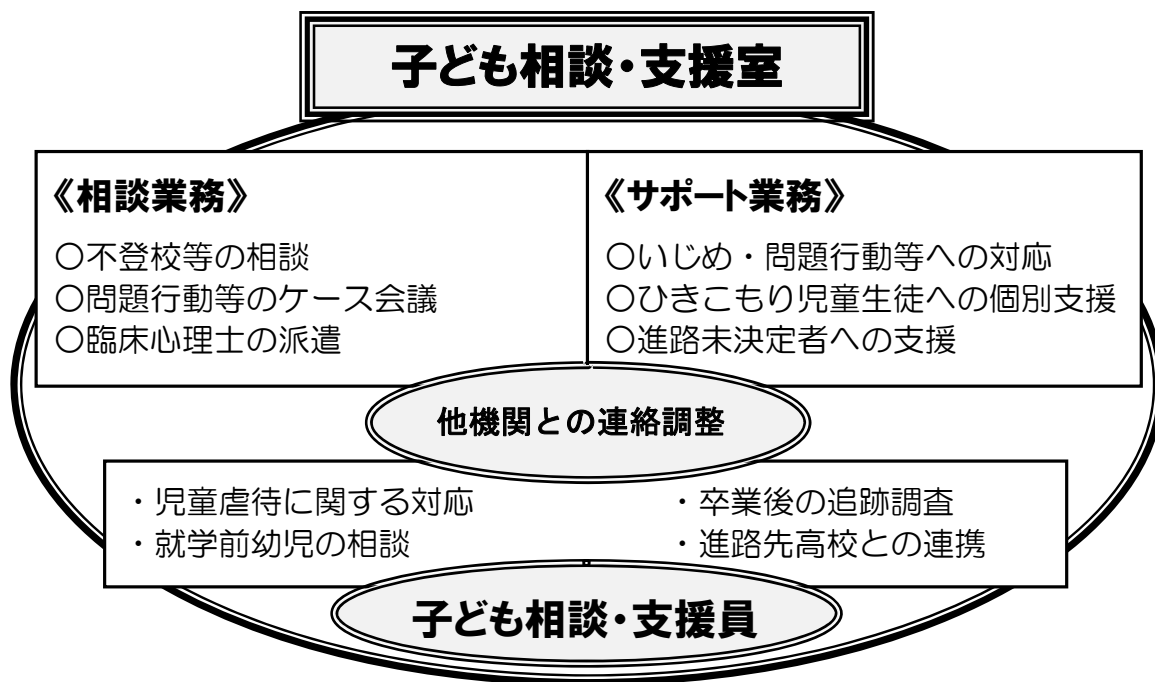 子ども相談・支援室
《相談業務》
○不登校等の相談
○問題行動等のケース会議
○臨床心理士の派遣
《サポート業務》
○いじめ・問題行動等への対応
○ひきこもり児童生徒への個別支援
○進路未決定者への支援
他機関との連絡調整
・児童虐待に関する対応
・就学前幼児の相談
・卒業後の追跡調査
・進路先高校との連携
子ども相談・支援員